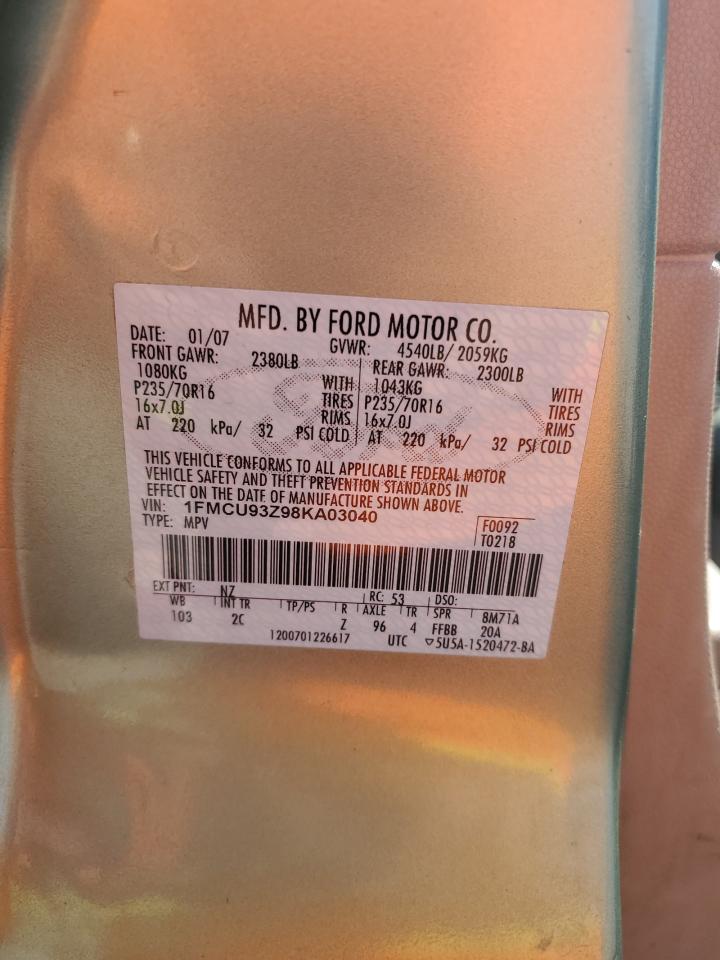 MFD. BY FORD MOTOR CO.
DATE: 01/07 GVWR: 4540LB/ 2059KG
FRONT GAWR: 2380LB REAR GAWR: 2300LB
1080KG WITH 1043KG WITH
P235/70R16 TIRES P235/70R16 TIRES
16x7.0J RIMS 16x7.0J RIMS
AT 220 kPa/ 32 PSI COLD AT 220 kPa/ 32 PSI COLD
THIS VEHICLE CONFORMS TO ALL APPLICABLE FEDERAL MOTOR
VEHICLE SAFETY AND THEFT PREVENTION STANDARDS IN
EFFECT ON THE DATE OF MANUFACTURE SHOWN ABOVE.
VIN: 1FMCU93Z98KA03040 F0092
TYPE: MPV T0218
EXT PNT: NZ RC: 53 DSO:
WB INT TR TP/PS R AXLE TR SPR 8M71A
103 2C Z 96 4 FFBB 20A
1200701226617 UTC ▽5U5A-1520472-BA